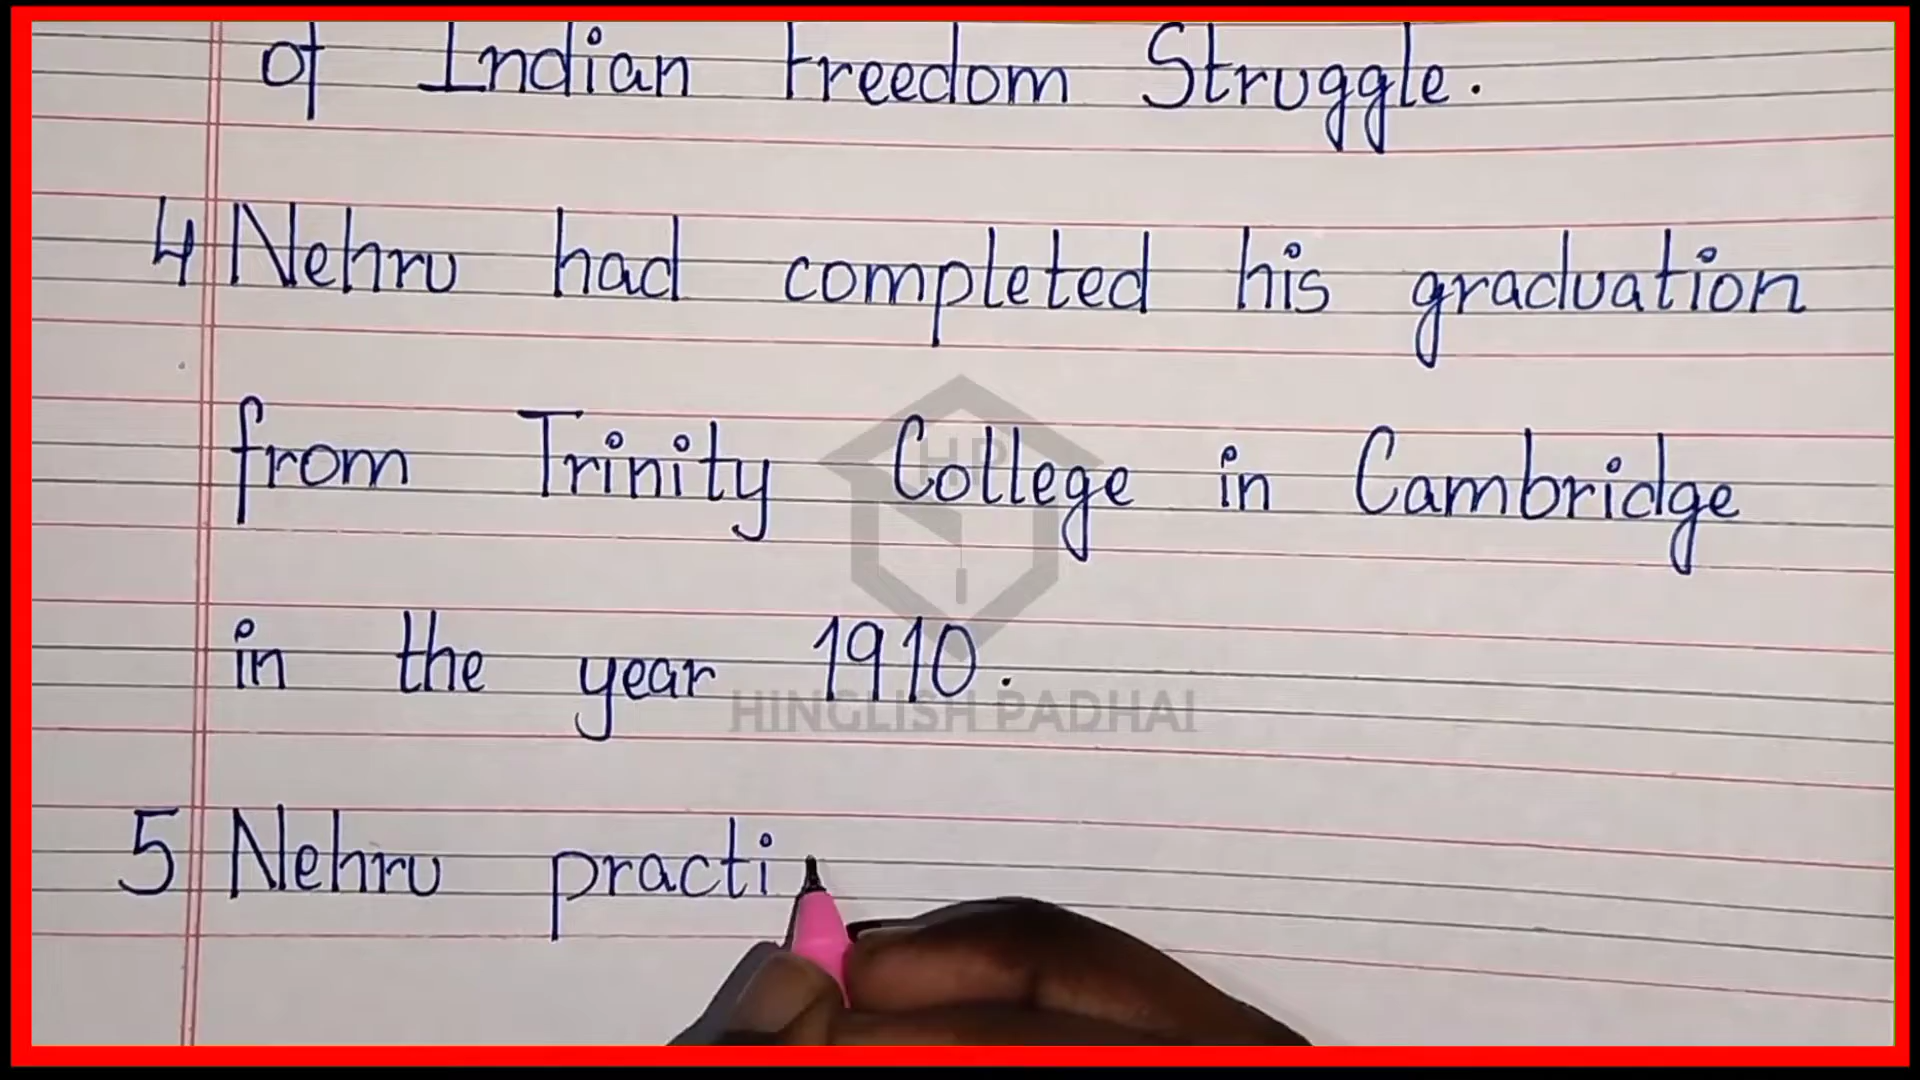 of Indian Freedom Struggle.
4 Nehru had completed his graduation
from Trinity College in Cambridge
in the year 1910.
HPI
HINGLISH PADHAI
5 Nehru practi